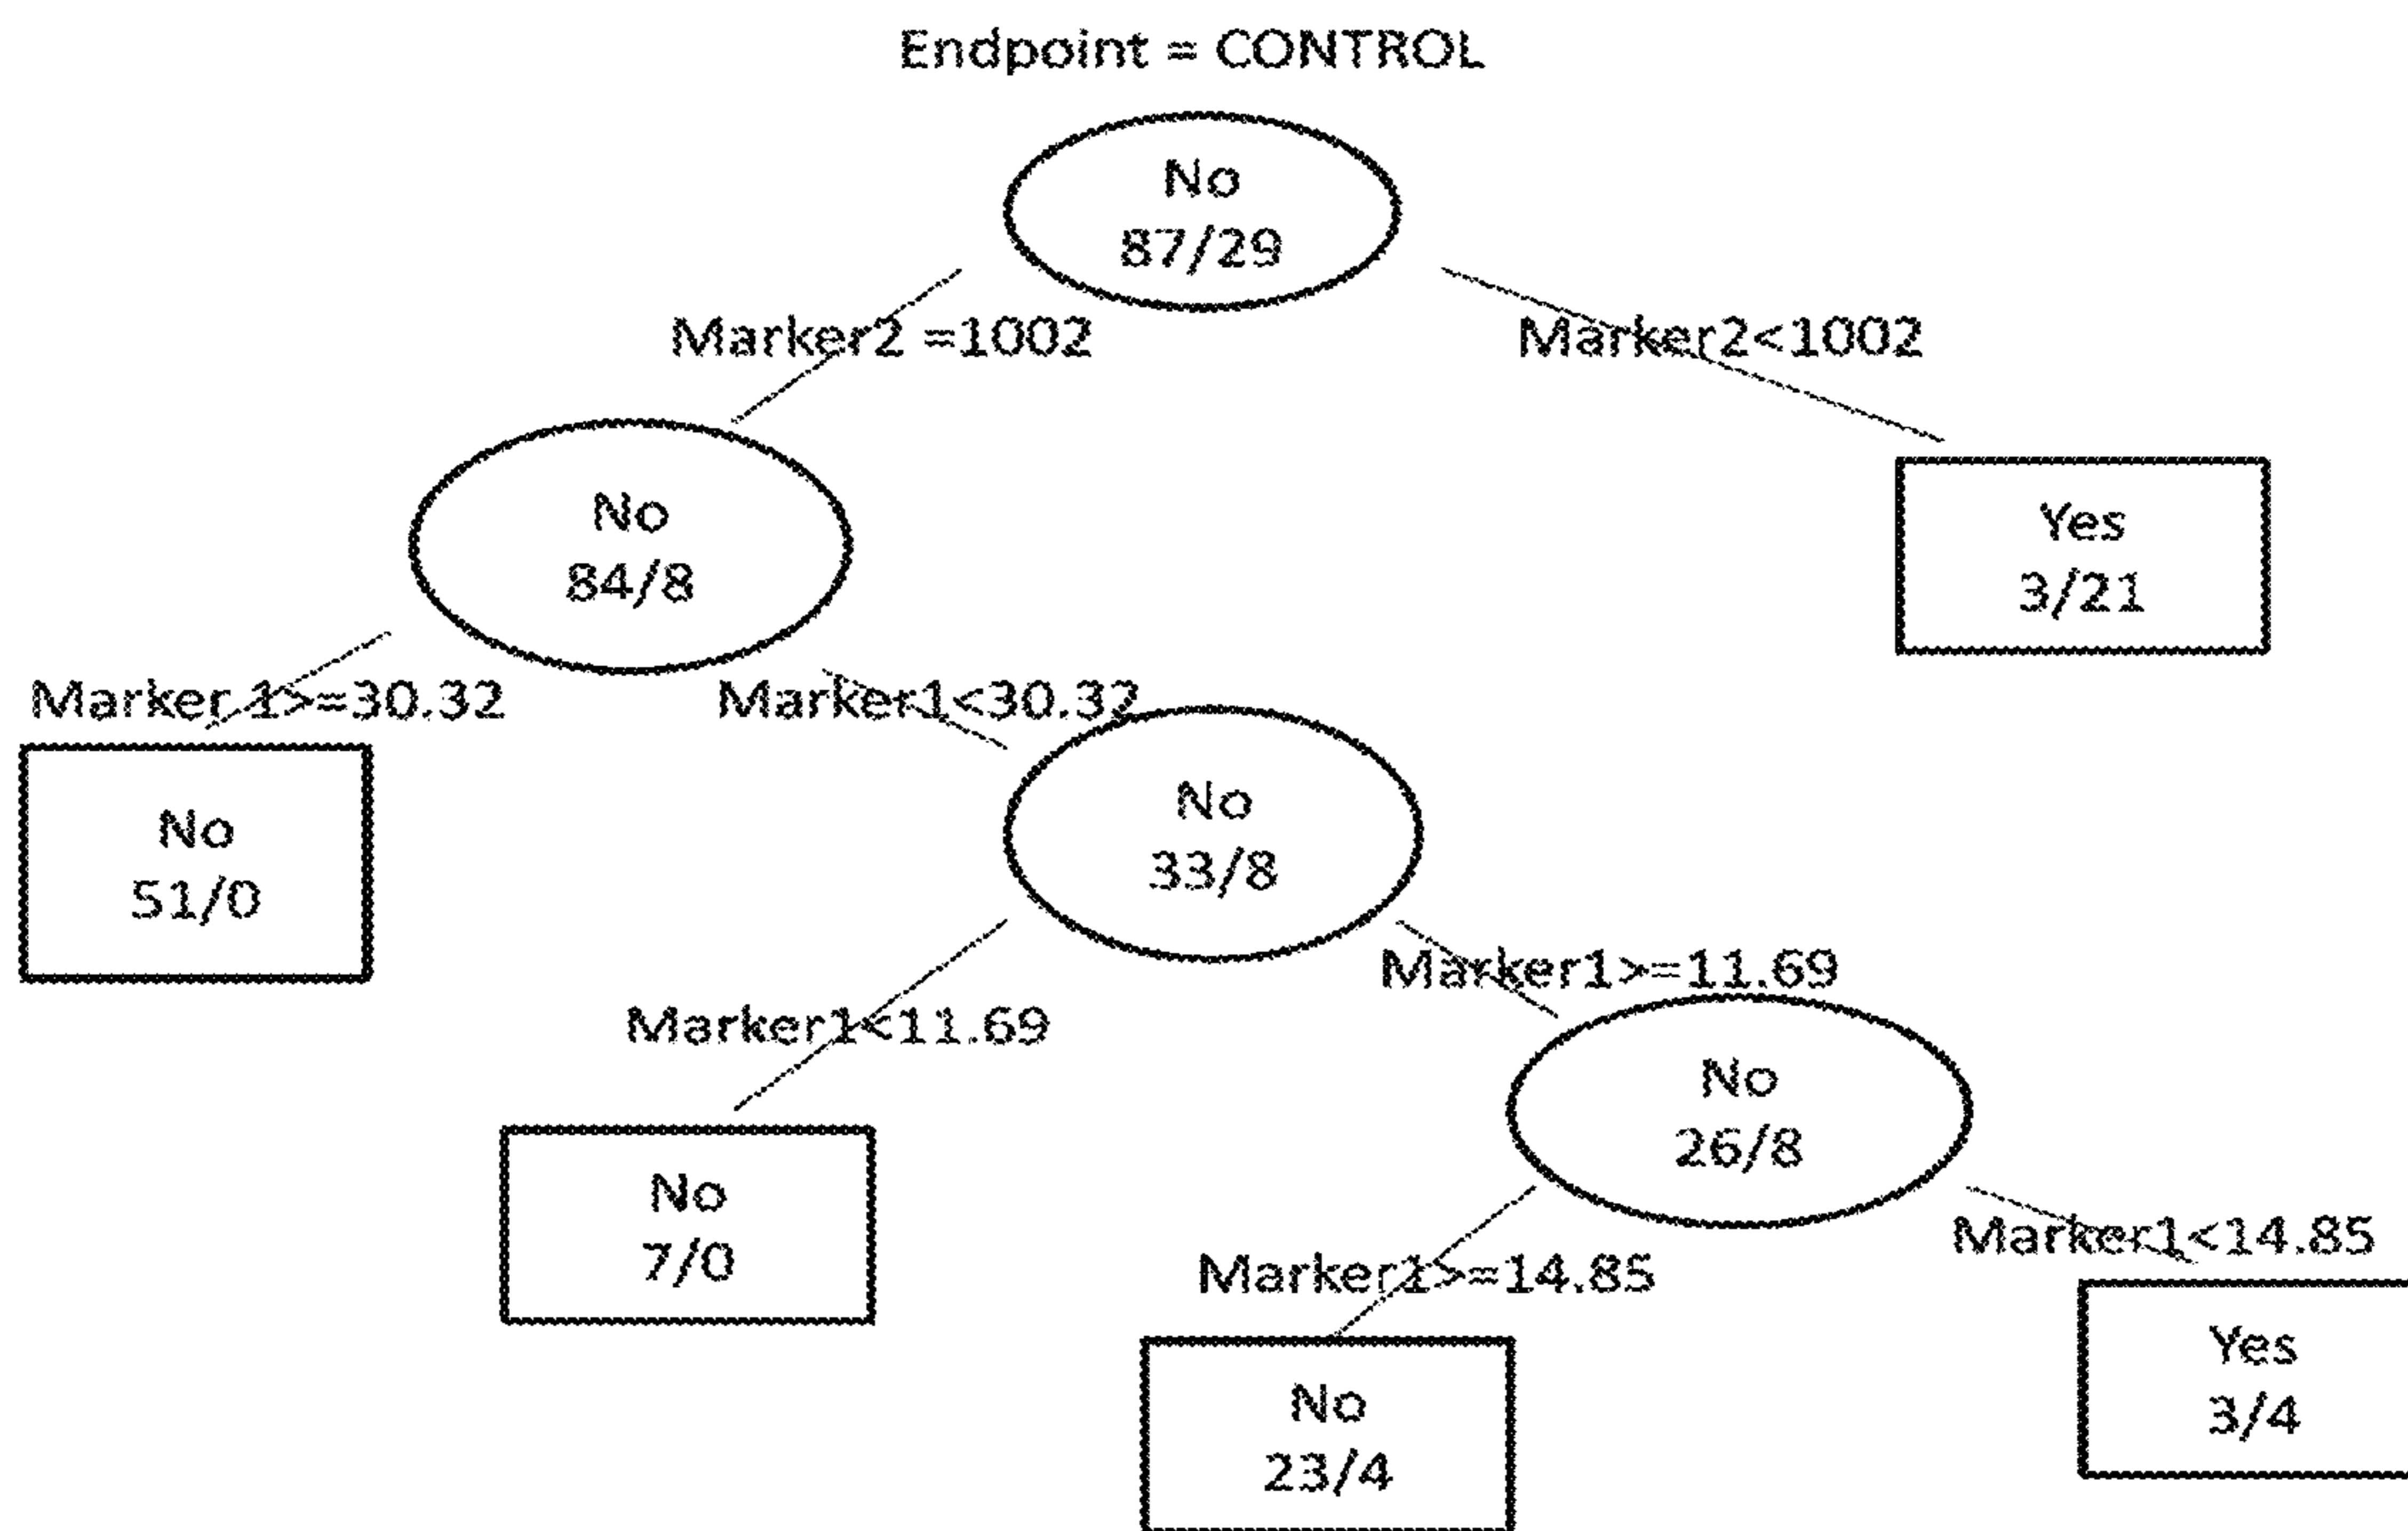 Endpoint = CONTROL
No
87/29
Marker2 =1002
Marker2<1002
No
84/8
Yes
3/21
Marker 1>=30.32
Marker1<30.32
No
51/0
No
33/8
Marker1<11.69
Marker1>=11.69
No
7/0
No
26/8
Marker1>=14.85
Marker1<14.85
No
23/4
Yes
3/4